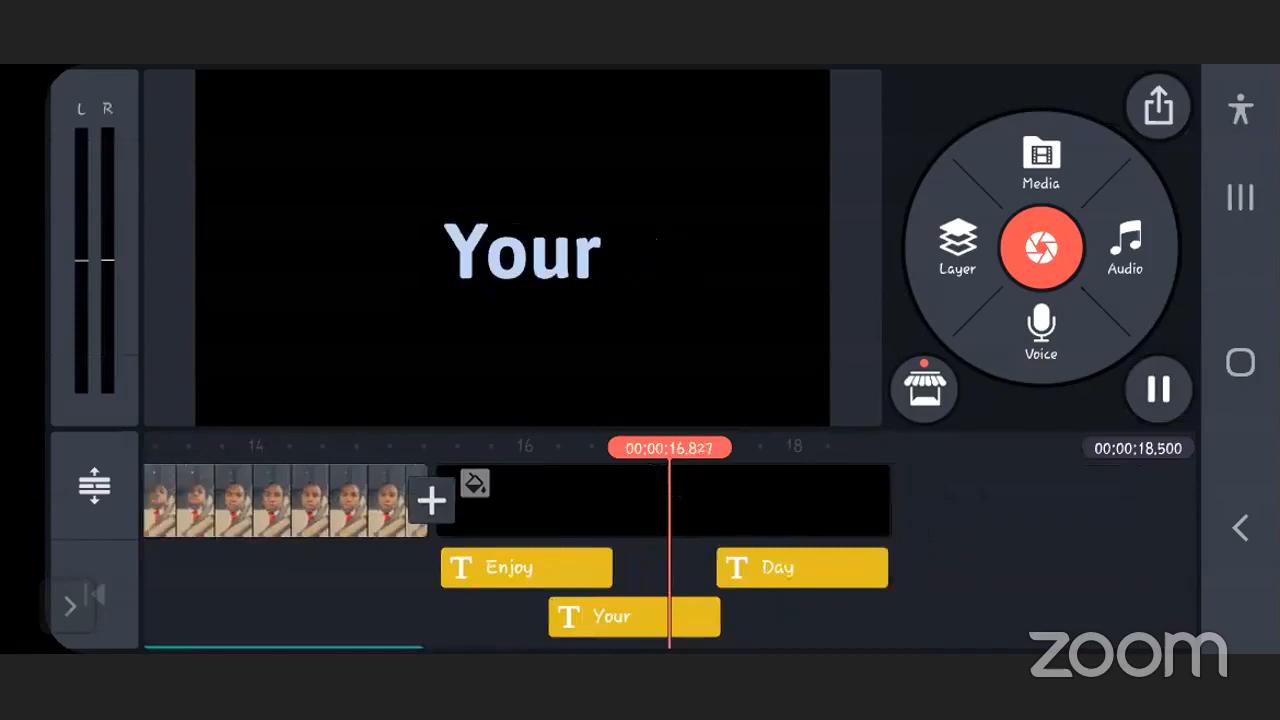 L R
Your
Media
Layer
Audio
Voice
14
16
00:00:16.827
18
00:00:18.500
T Enjoy
T Day
T Your
zoom